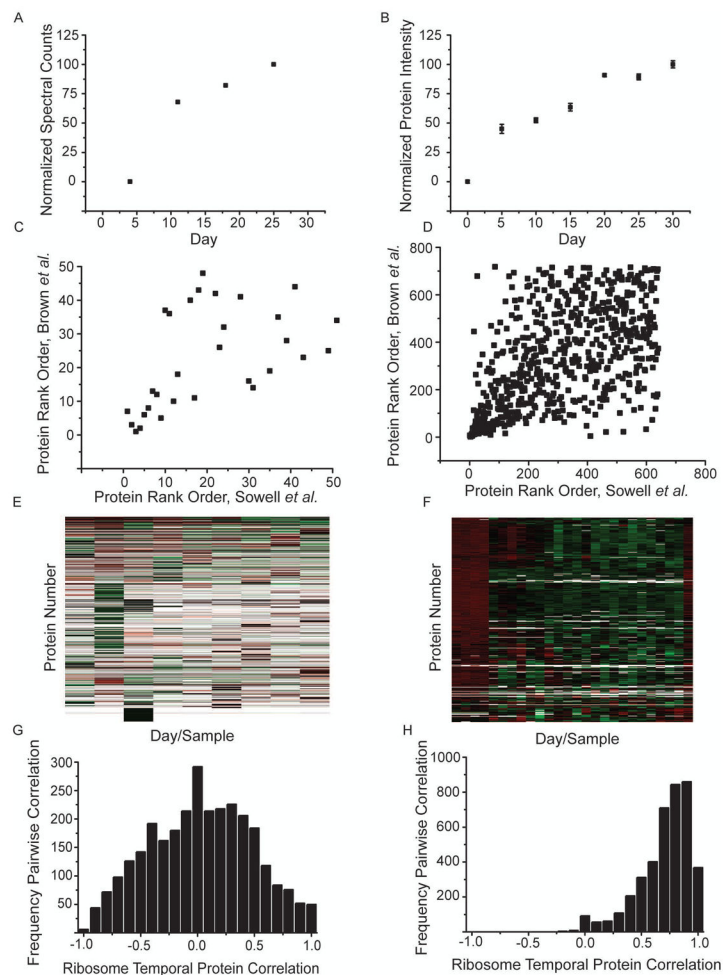 A
Normalized Spectral Counts
125
100
75
50
25
0
0 5 10 15 20 25 30
Day
B
Normalized Protein Intensity
125
100
75
50
25
0
0 5 10 15 20 25 30
Day
C
Protein Rank Order, Brown et al.
50
40
30
20
10
0
0 10 20 30 40 50
Protein Rank Order, Sowell et al.
D
Protein Rank Order, Brown et al.
800
700
600
500
400
300
200
100
0
0 200 400 600 800
Protein Rank Order, Sowell et al.
E
Protein Number
Day/Sample
F
Protein Number
Day/Sample
G
Frequency Pairwise Correlation
300
250
200
150
100
50
-1.0 -0.5 0.0 0.5 1.0
Ribosome Temporal Protein Correlation
H
Frequency Pairwise Correlation
1000
800
600
400
200
-1.0 -0.5 0.0 0.5 1.0
Ribosome Temporal Protein Correlation